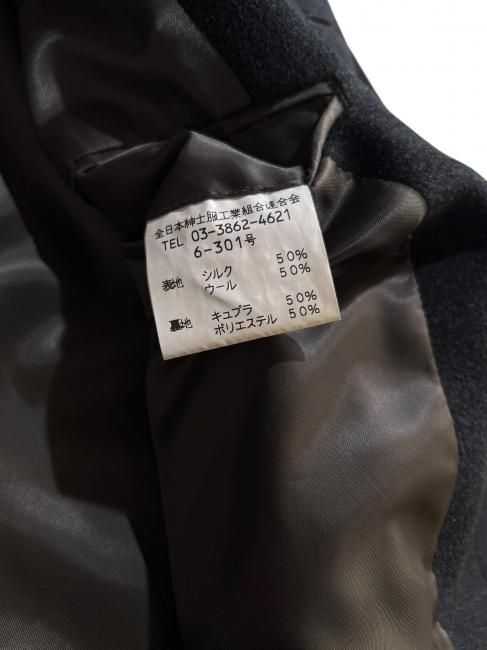 全日本紳士服工業組合連合会
TEL 03-3862-4621
6-301号
表地 シルク 50%
ウール 50%
裏地 キュプラ 50%
ポリエステル 50%